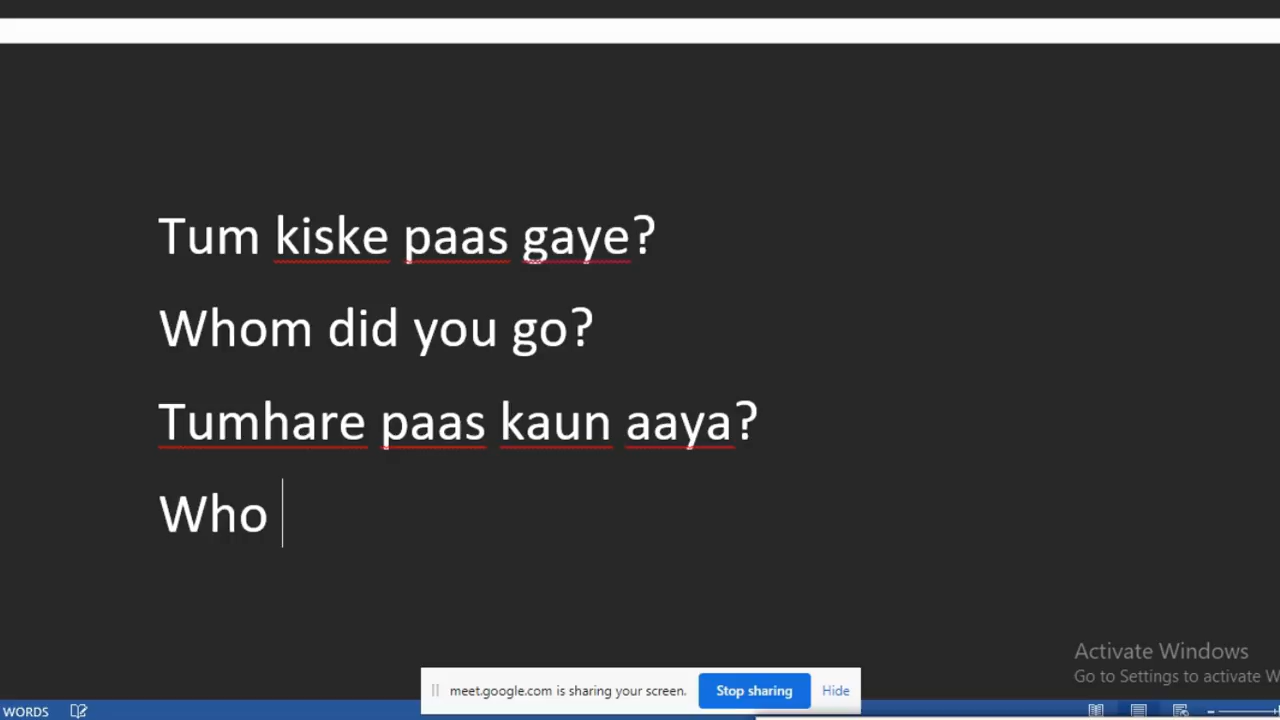 Tum kiske paas gaye?
Whom did you go?
Tumhare paas kaun aaya?
Who
Activate Windows
Go to Settings to activate W
meet.google.com is sharing your screen. Stop sharing Hide
WORDS